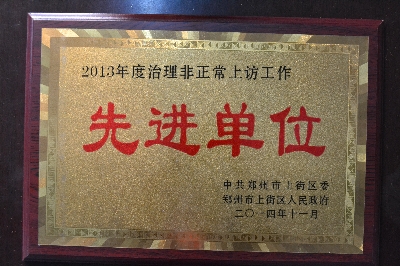 2013年度治理非正常上访工作
先进单位
中共郑州市上街区委
郑州市上街区人民政府
二〇一四年十一月